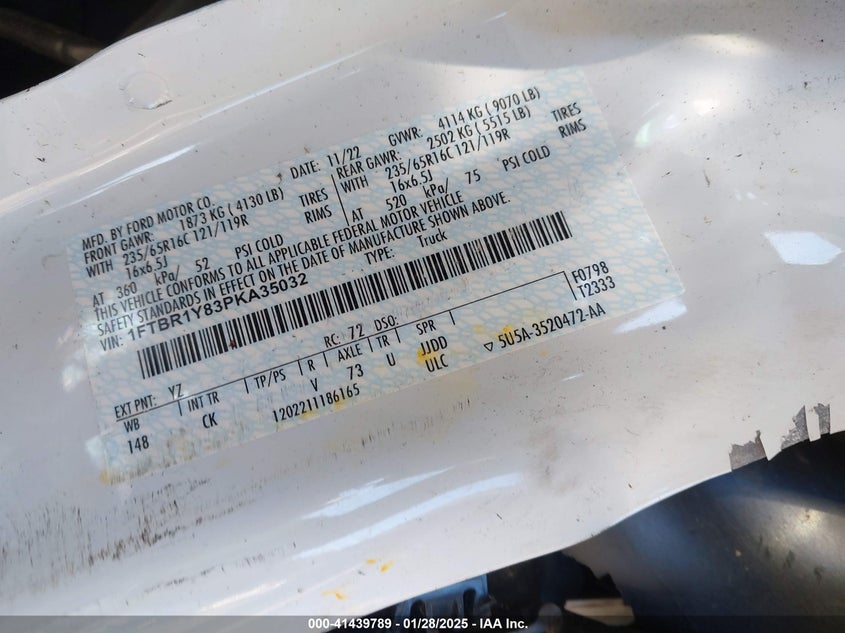 MFD. BY FORD MOTOR CO. DATE: 11/22 GVWR: 4114 KG ( 9070 LB)
FRONT GAWR: 1873 KG ( 4130 LB) REAR GAWR: 2502 KG ( 5515 LB)
WITH 235/65R16C 121/119R TIRES WITH 235/65R16C 121/119R TIRES
16x6.5J RIMS 16x6.5J RIMS
AT 360 kPa/ 52 PSI COLD AT 520 kPa/ 75 PSI COLD
THIS VEHICLE CONFORMS TO ALL APPLICABLE FEDERAL MOTOR VEHICLE
SAFETY STANDARDS IN EFFECT ON THE DATE OF MANUFACTURE SHOWN ABOVE.
VIN: 1FTBR1Y83PKA35032 TYPE: Truck
F0798
T2333
EXT PNT: YZ RC: 72 DSO:
WB INT TR TP/PS R AXLE TR SPR
148 CK V 73 U JJDD
1202211186165 ULC
▽ 5U5A-3520472-AA
000-41439789 - 01/28/2025 - IAA Inc.